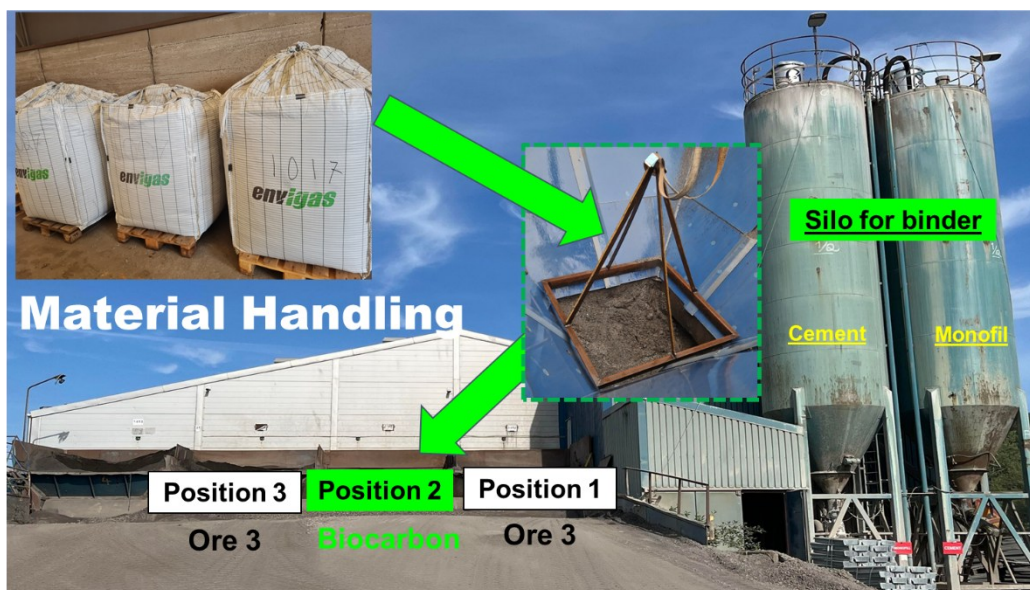 envigas
envigas
1017
envigas
Material Handling
Silo for binder
Cement
Monofil
Position 3
Position 2
Position 1
Ore 3
Biocarbon
Ore 3
CEMENT